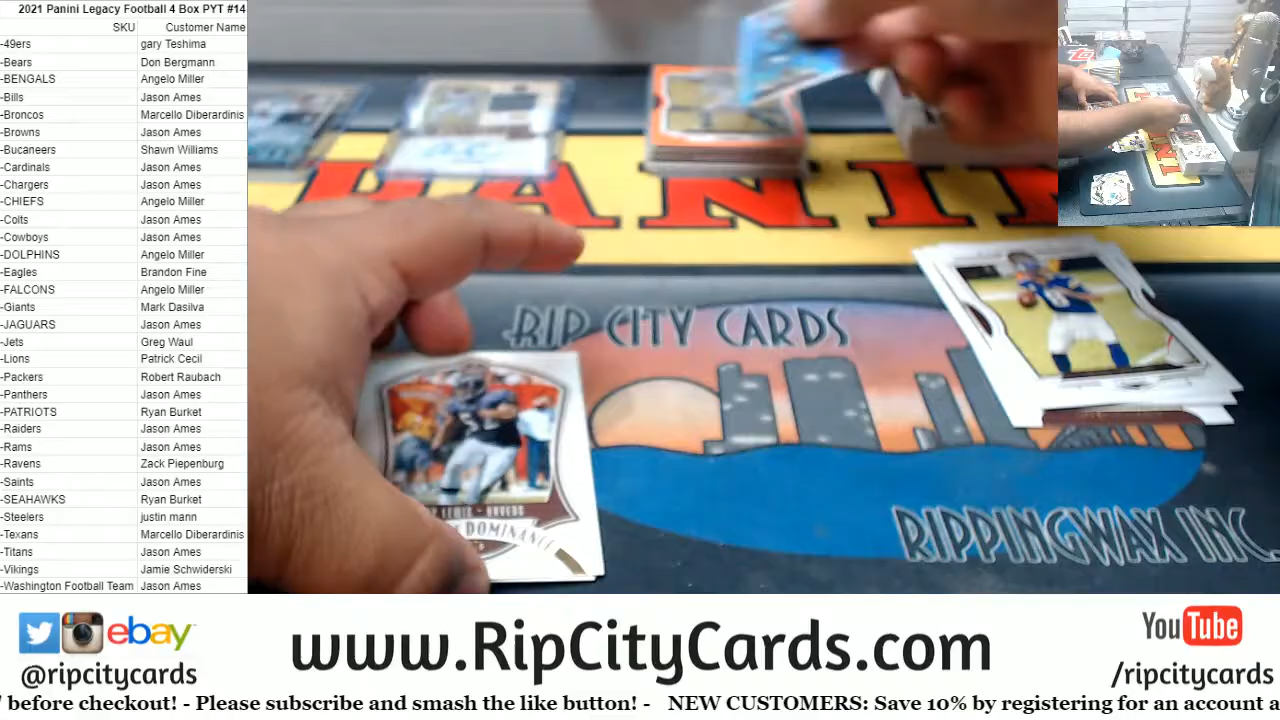 2021 Panini Legacy Football 4 Box PYT #14
SKU Customer Name
-49ers gary Teshima
-Bears Don Bergmann
-BENGALS Angelo Miller
-Bills Jason Ames
-Broncos Marcello Diberardinis
-Browns Jason Ames
-Bucaneers Shawn Williams
-Cardinals Jason Ames
-Chargers Jason Ames
-CHIEFS Angelo Miller
-Colts Jason Ames
-Cowboys Jason Ames
-DOLPHINS Angelo Miller
-Eagles Brandon Fine
-FALCONS Angelo Miller
-Giants Mark Dasilva
-JAGUARS Jason Ames
-Jets Greg Waul
-Lions Patrick Cecil
-Packers Robert Raubach
-Panthers Jason Ames
-PATRIOTS Ryan Burket
-Raiders Jason Ames
-Rams Jason Ames
-Ravens Zack Piepenburg
-Saints Jason Ames
-SEAHAWKS Ryan Burket
-Steelers justin mann
-Texans Marcello Diberardinis
-Titans Jason Ames
-Vikings Jamie Schwiderski
-Washington Football Team Jason Ames
PANINI
RIP CITY CARDS
RIPPINGWAX INC.
LEWIS - RAVENS
DOMINANCE
ebay
@ripcitycards
www.RipCityCards.com
YouTube
/ripcitycards
before checkout! - Please subscribe and smash the like button! - NEW CUSTOMERS: Save 10% by registering for an account a